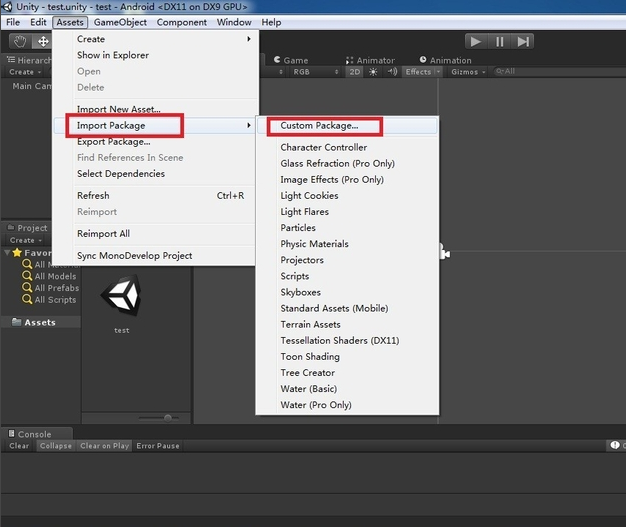 Unity - test.unity - test - Android <DX11 on DX9 GPU>
File Edit Assets GameObject Component Window Help
Hierarch
Game Animator Animation
Create
RGB 2D Effects Gizmos All
Main Cam
Create
Show in Explorer
Open
Delete
Import New Asset...
Import Package
Export Package...
Find References In Scene
Select Dependencies
Refresh Ctrl+R
Reimport
Reimport All
Sync MonoDevelop Project
Custom Package...
Character Controller
Glass Refraction (Pro Only)
Image Effects (Pro Only)
Light Cookies
Light Flares
Particles
Physic Materials
Projectors
Scripts
Skyboxes
Standard Assets (Mobile)
Terrain Assets
Tessellation Shaders (DX11)
Toon Shading
Tree Creator
Water (Basic)
Water (Pro Only)
Project
Create
Favor
All Mater
All Models
All Prefabs
All Scripts
Assets
test
Console
Clear Collapse Clear on Play Error Pause
0